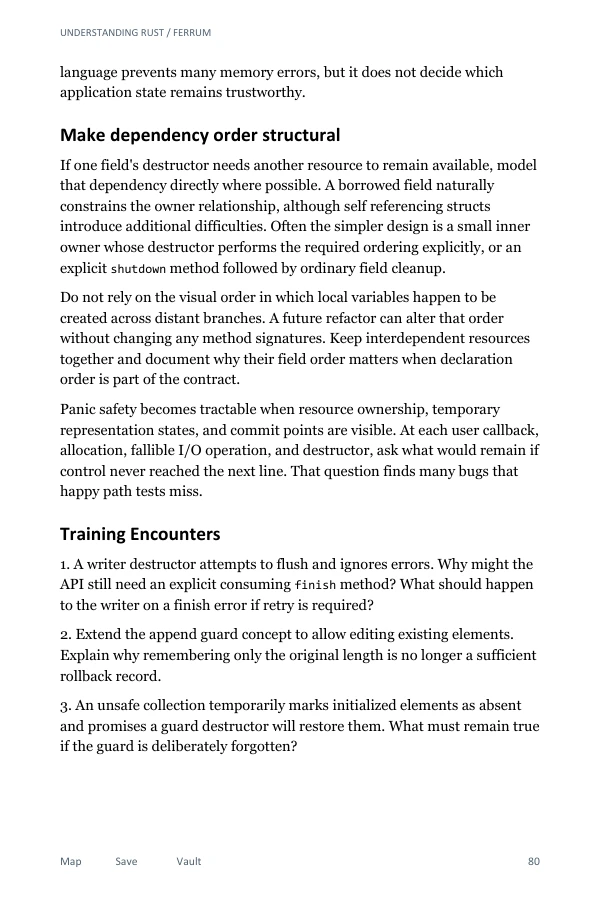 UNDERSTANDING RUST / FERRUM
language prevents many memory errors, but it does not decide which
application state remains trustworthy.
Make dependency order structural
If one field's destructor needs another resource to remain available, model
that dependency directly where possible. A borrowed field naturally
constrains the owner relationship, although self referencing structs
introduce additional difficulties. Often the simpler design is a small inner
owner whose destructor performs the required ordering explicitly, or an
explicit shutdown method followed by ordinary field cleanup.
Do not rely on the visual order in which local variables happen to be
created across distant branches. A future refactor can alter that order
without changing any method signatures. Keep interdependent resources
together and document why their field order matters when declaration
order is part of the contract.
Panic safety becomes tractable when resource ownership, temporary
representation states, and commit points are visible. At each user callback,
allocation, fallible I/O operation, and destructor, ask what would remain if
control never reached the next line. That question finds many bugs that
happy path tests miss.
Training Encounters
1. A writer destructor attempts to flush and ignores errors. Why might the
API still need an explicit consuming finish method? What should happen
to the writer on a finish error if retry is required?
2. Extend the append guard concept to allow editing existing elements.
Explain why remembering only the original length is no longer a sufficient
rollback record.
3. An unsafe collection temporarily marks initialized elements as absent
and promises a guard destructor will restore them. What must remain true
if the guard is deliberately forgotten?
Map Save Vault 80